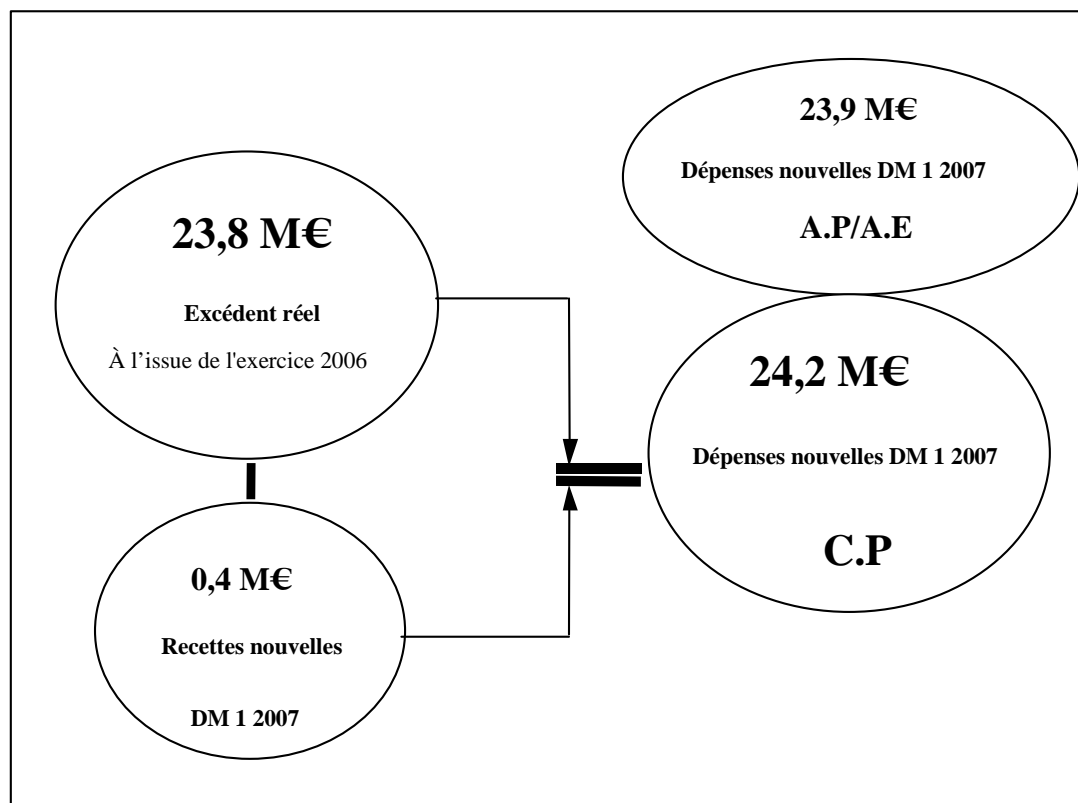 23,8 M€
Excédent réel
À l’issue de l'exercice 2006
0,4 M€
Recettes nouvelles
DM 1 2007
23,9 M€
Dépenses nouvelles DM 1 2007
A.P/A.E
24,2 M€
Dépenses nouvelles DM 1 2007
C.P